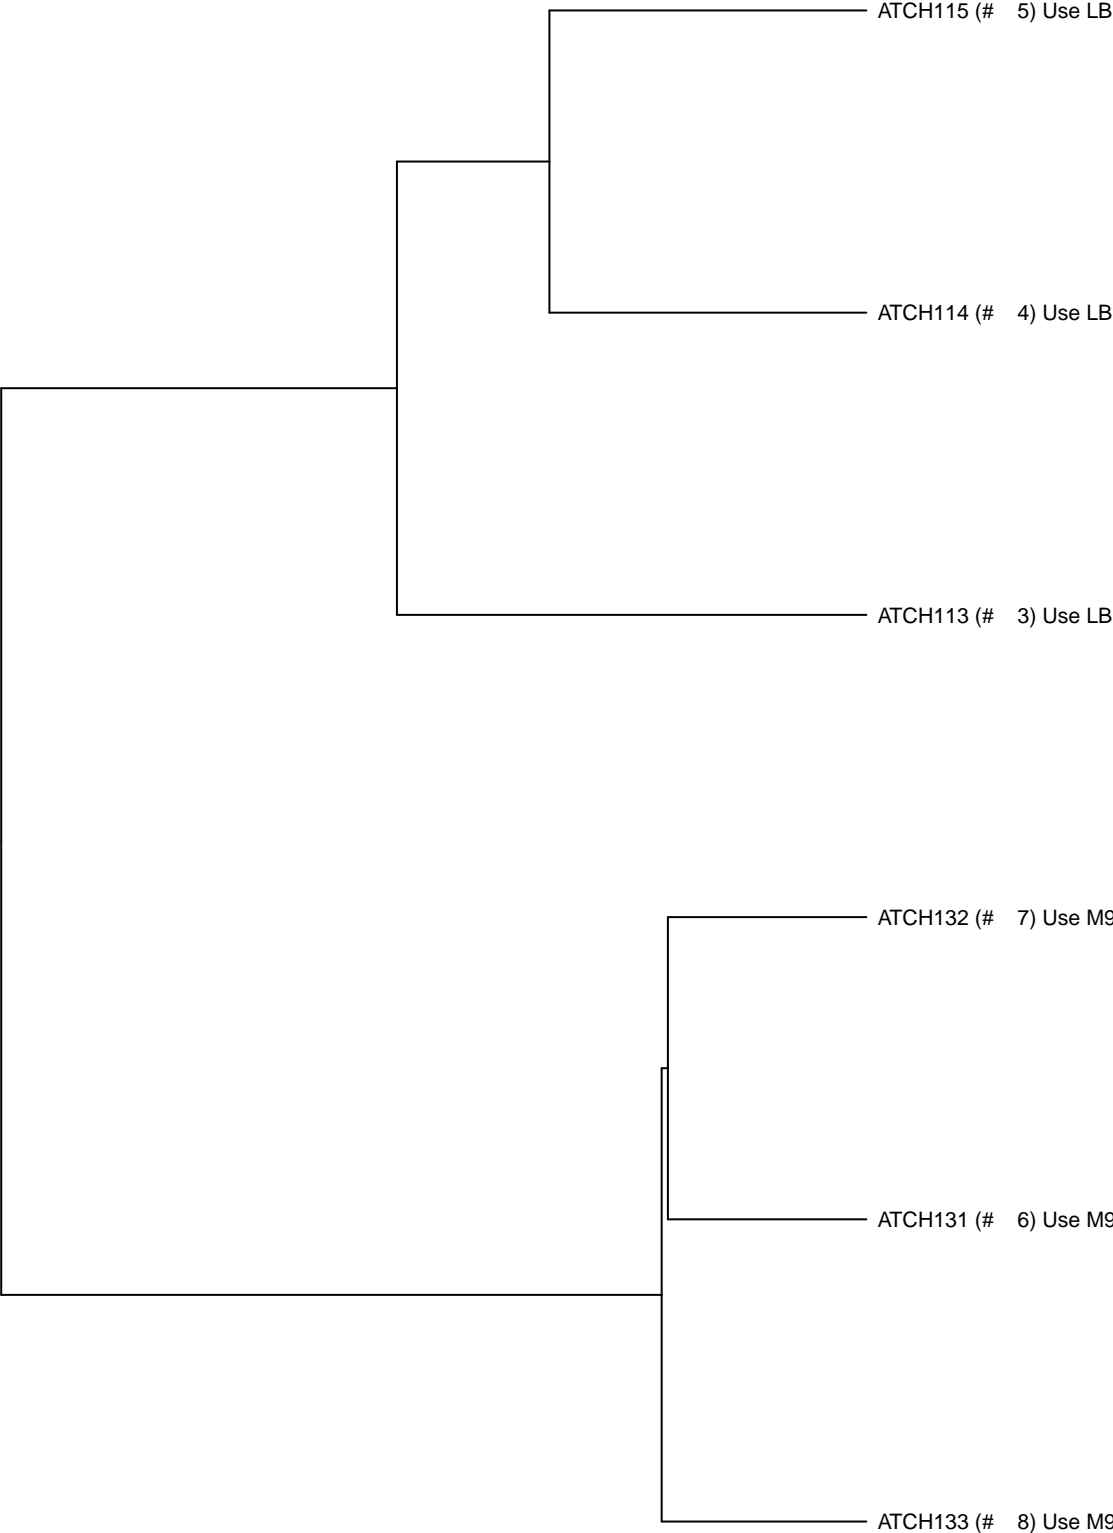 ATCH115 (# 5) Use LB
ATCH114 (# 4) Use LB
ATCH113 (# 3) Use LB
ATCH132 (# 7) Use M9
ATCH131 (# 6) Use M9
ATCH133 (# 8) Use M9